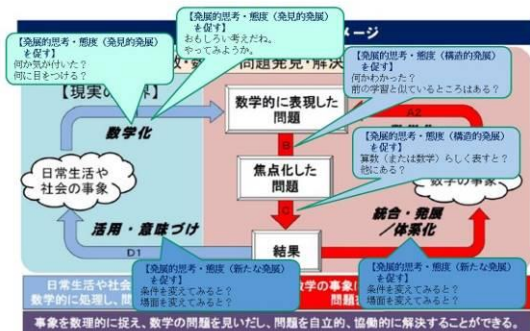 【発展的思考・態度（発見的発展）
を促す】
何か気が付いた？
何に目をつける？
【発展的思考・態度（発見的発展）
を促す】
おもしろい考えだね。
やってみようか。
メージ
数・数
問題発見・解決
【発展的思考・態度（構造的発展）
を促す】
何かわかった？
前の学習と似ているところはある？
【現実の
界】
数学化
数学的に表現した
問題
A2
B
日常生活や
社会の事象
焦点化した
問題
【発展的思考・態度（構造的発展）
を促す】
算数（または数学）らしく表すと？
他にある？
数学の事象
C
活用・意味づけ
統合・発展
/体系化
D1
結果
【発展的思考・態度（新たな発展）
を促す】
条件を変えてみると？
場面を変えてみると？
【発展的思考・態度（新たな発展）
を促す】
条件を変えてみると？
場面を変えてみると？
日常生活や社会
数学的に処理し、問
数学の事象に
問題を
事象を数理的に捉え、数学の問題を見いだし、問題を自立的、協働的に解決することができる。